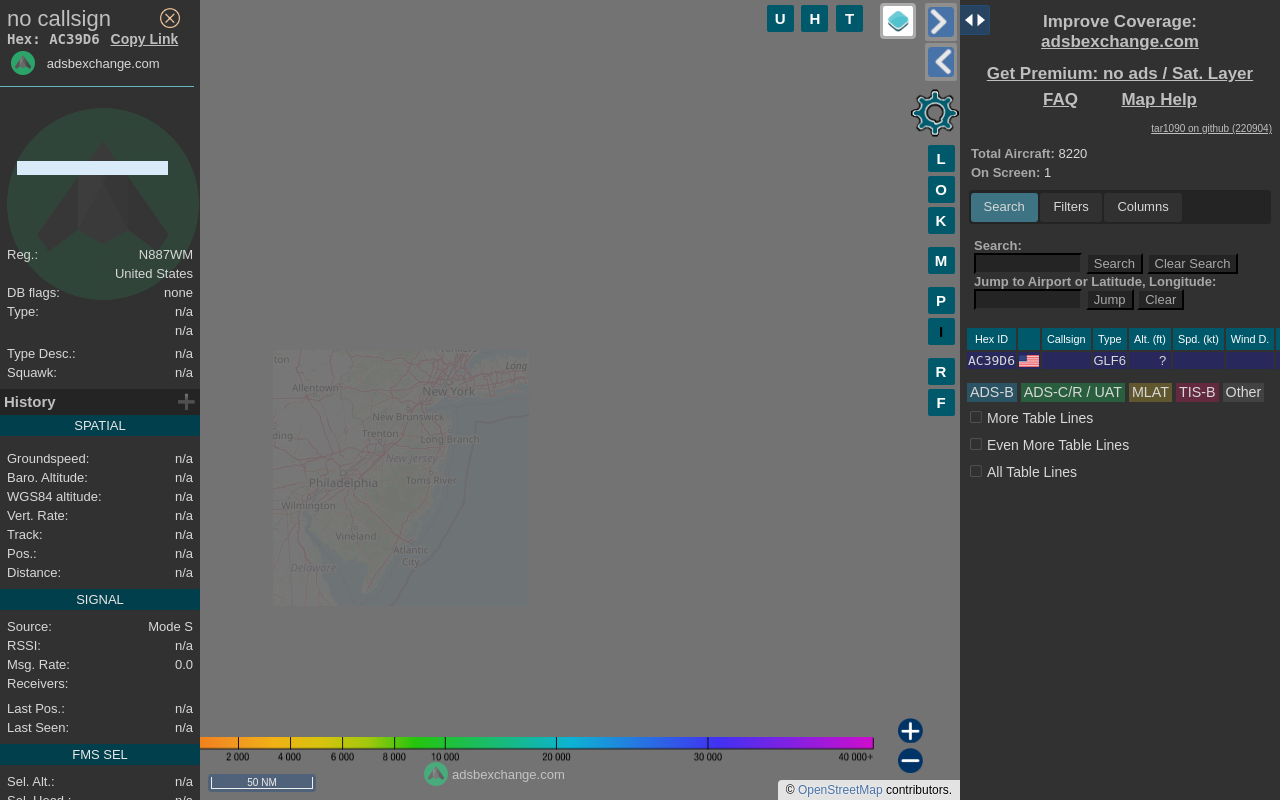 no callsign
Hex: AC39D6 Copy Link
adsbexchange.com
Reg.: N887WM
United States
DB flags: none
Type: n/a
n/a
Type Desc.: n/a
Squawk: n/a
History
SPATIAL
Groundspeed: n/a
Baro. Altitude: n/a
WGS84 altitude: n/a
Vert. Rate: n/a
Track: n/a
Pos.: n/a
Distance: n/a
SIGNAL
Source: Mode S
RSSI: n/a
Msg. Rate: 0.0
Receivers:
Last Pos.: n/a
Last Seen: n/a
FMS SEL
Sel. Alt.: n/a
Sel. Head.: n/a
U H T
L
O
K
M
P
I
R
F
Allentown
New York
Long
New Brunswick
Trenton
Long Branch
New Jersey
Philadelphia
Toms River
Wilmington
Vineland
Atlantic
City
Delaware
2 000 4 000 6 000 8 000 10 000 20 000 30 000 40 000+
adsbexchange.com
50 NM
© OpenStreetMap contributors.
Improve Coverage:
adsbexchange.com
Get Premium: no ads / Sat. Layer
FAQ Map Help
tar1090 on github (220904)
Total Aircraft: 8220
On Screen: 1
Search Filters Columns
Search:
Search Clear Search
Jump to Airport or Latitude, Longitude:
Jump Clear
Hex ID Callsign Type Alt. (ft) Spd. (kt) Wind D.
AC39D6 GLF6 ?
ADS-B ADS-C/R / UAT MLAT TIS-B Other
More Table Lines
Even More Table Lines
All Table Lines